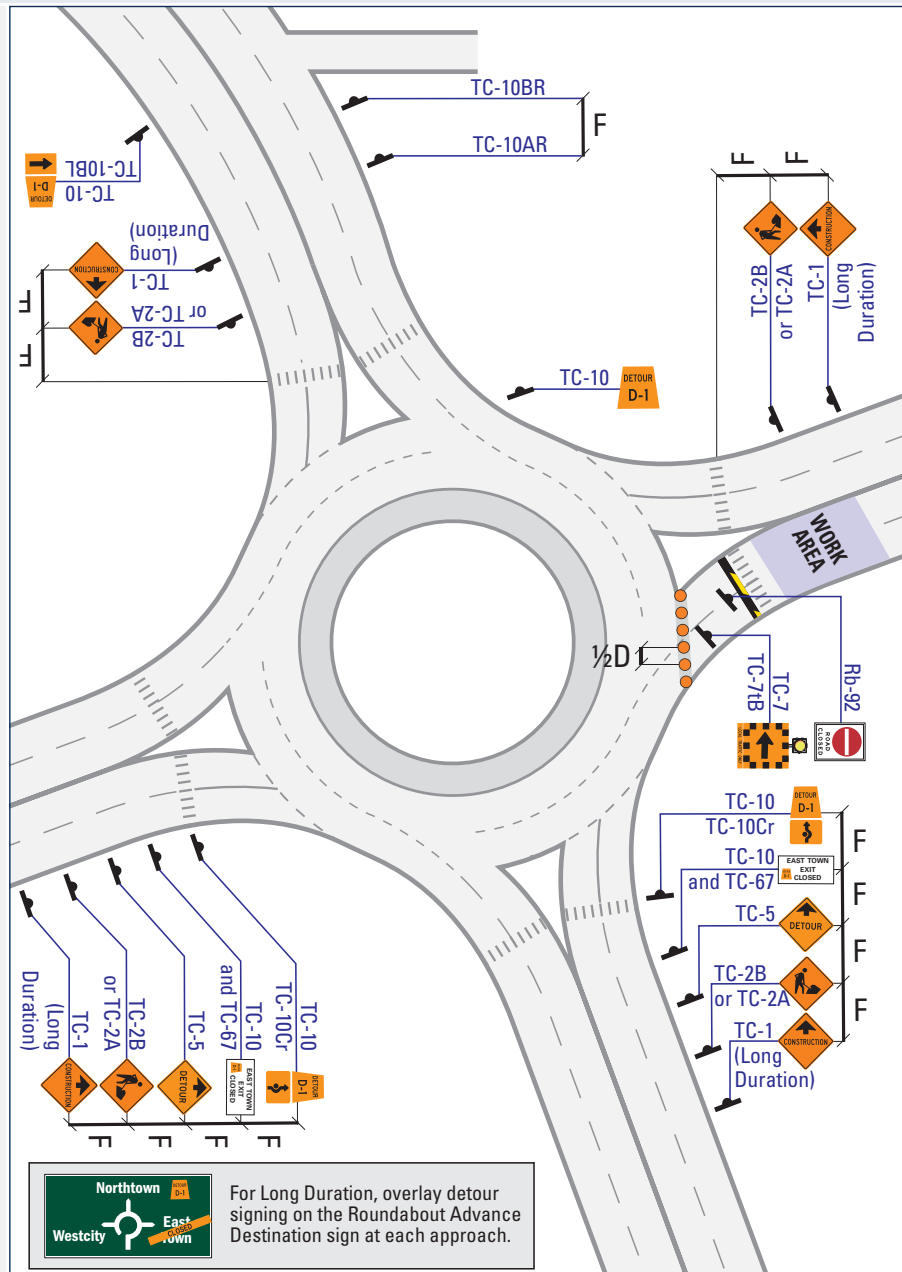 TC-10BR
TC-10AR
F
DETOUR
D-1
TC-10
TC-10BL
CONSTRUCTION
TC-1
(Long
Duration)
TC-2B
or TC-2A
F
F
F
F
TC-2B
or TC-2A
CONSTRUCTION
TC-1
(Long
Duration)
TC-10
DETOUR
D-1
WORK
AREA
½D
TC-7
TC-7tB
Rb-92
ROAD
CLOSED
TC-10
TC-10Cr
DETOUR
D-1
F
TC-10
and TC-67
EAST TOWN
EXIT
CLOSED
F
TC-5
DETOUR
F
TC-2B
or TC-2A
F
TC-1
(Long
Duration)
CONSTRUCTION
TC-1
(Long
Duration)
CONSTRUCTION
TC-2B
or TC-2A
TC-5
DETOUR
TC-10
and TC-67
EAST TOWN
EXIT
CLOSED
TC-10
TC-10Cr
DETOUR
D-1
F
F
F
F
Northtown
DETOUR
D-1
Westcity
East
Town
CLOSED
For Long Duration, overlay detour
signing on the Roundabout Advance
Destination sign at each approach.